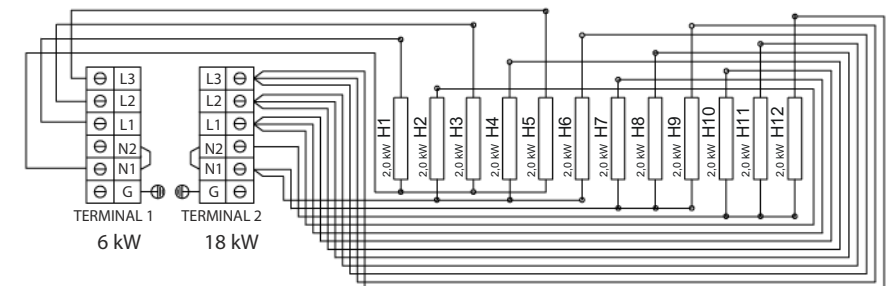 L3
L2
L1
N2
N1
G
TERMINAL 1
6 kW
L3
L2
L1
N2
N1
G
TERMINAL 2
18 kW
2,0 kW H1
2,0 kW H2
2,0 kW H3
2,0 kW H4
2,0 kW H5
2,0 kW H6
2,0 kW H7
2,0 kW H8
2,0 kW H9
2,0 kW H10
2,0 kW H11
2,0 kW H12